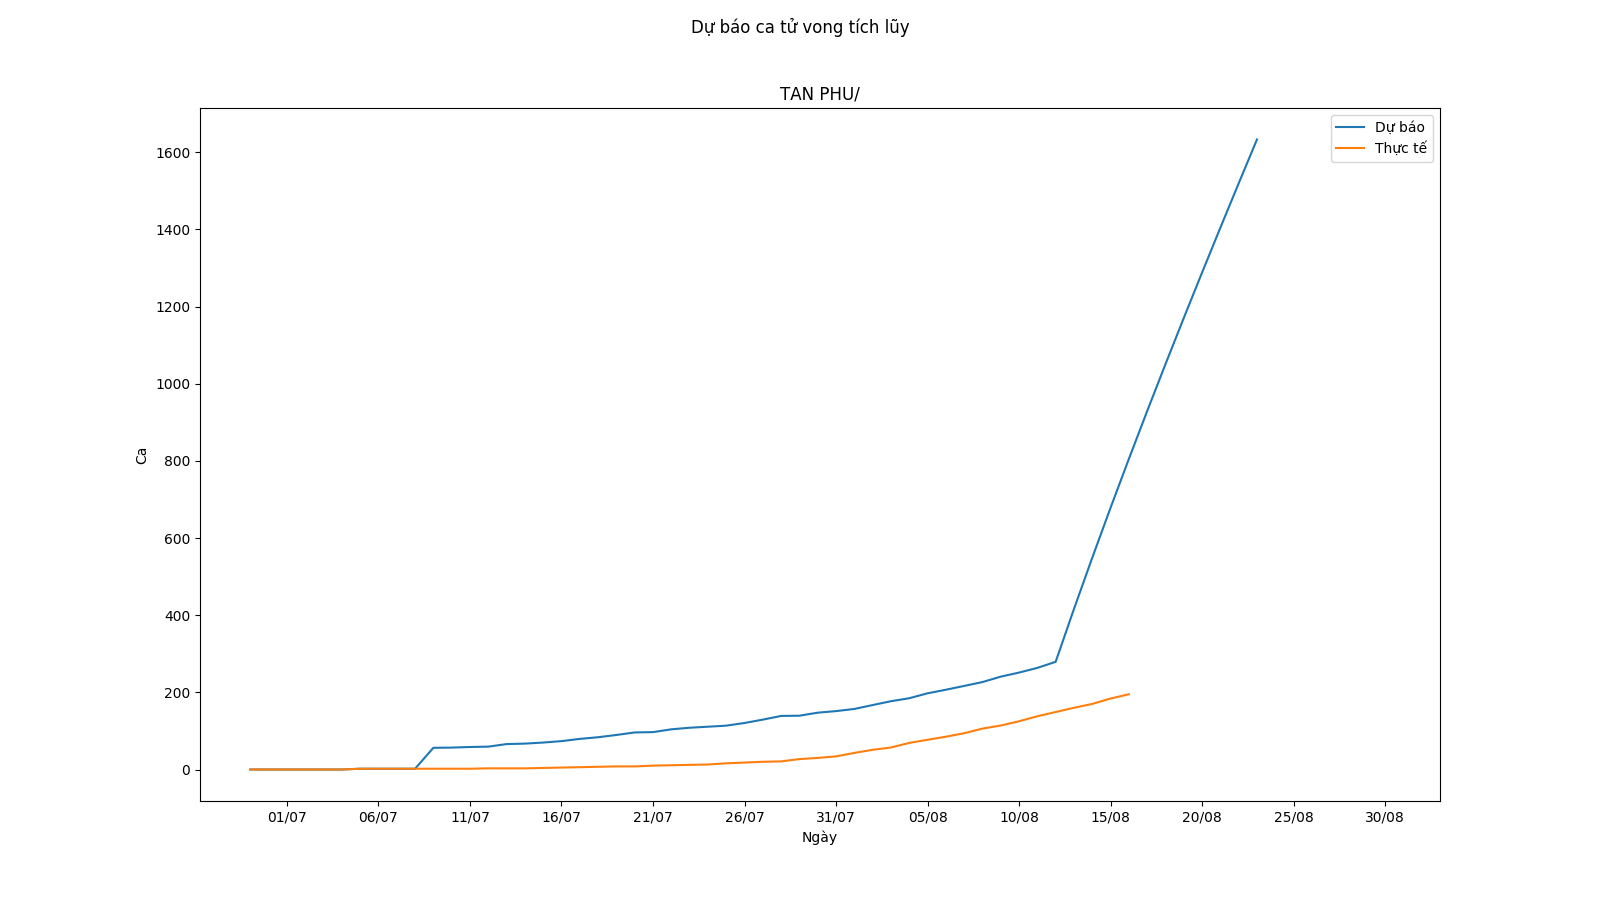 Dự báo ca tử vong tích lũy
TAN PHU/
Dự báo
Thực tế
1600
1400
1200
1000
800
600
400
200
0
Ca
01/07 06/07 11/07 16/07 21/07 26/07 31/07 05/08 10/08 15/08 20/08 25/08 30/08
Ngày